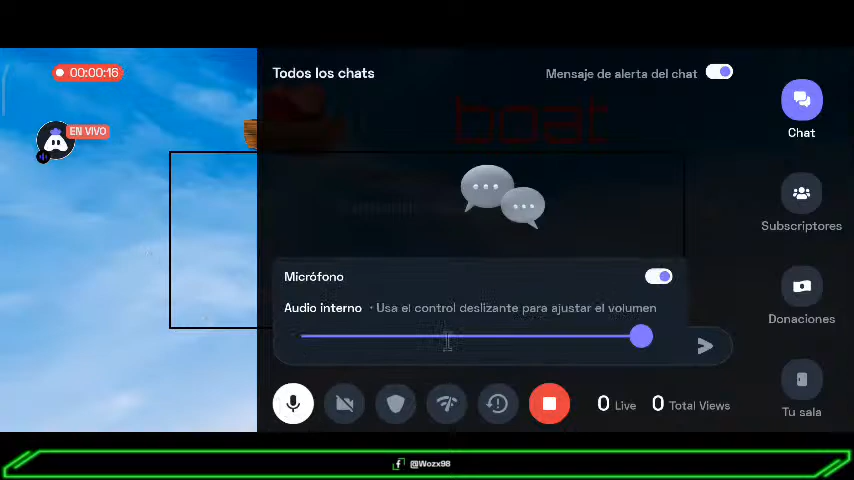 00:00:16
EN VIVO
Todos los chats
Mensaje de alerta del chat
boat
Chat
Subscriptores
Micrófono
Audio interno • Usa el control deslizante para ajustar el volumen
Donaciones
0 Live 0 Total Views
Tu sala
@Wozx98